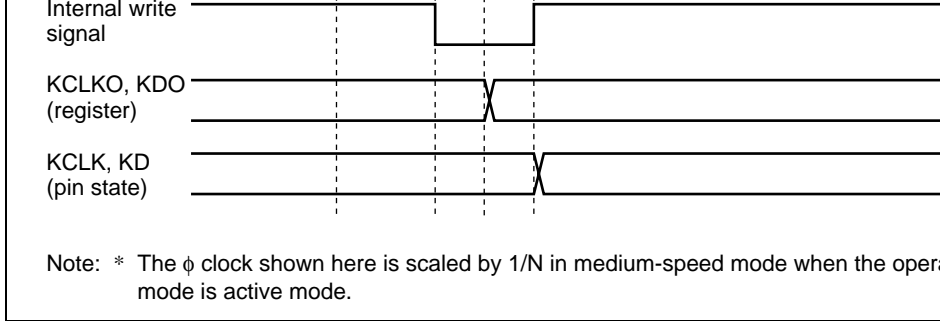 Internal write
signal
KCLKO, KDO
(register)
KCLK, KD
(pin state)
Note: * The ϕ clock shown here is scaled by 1/N in medium-speed mode when the opera
mode is active mode.